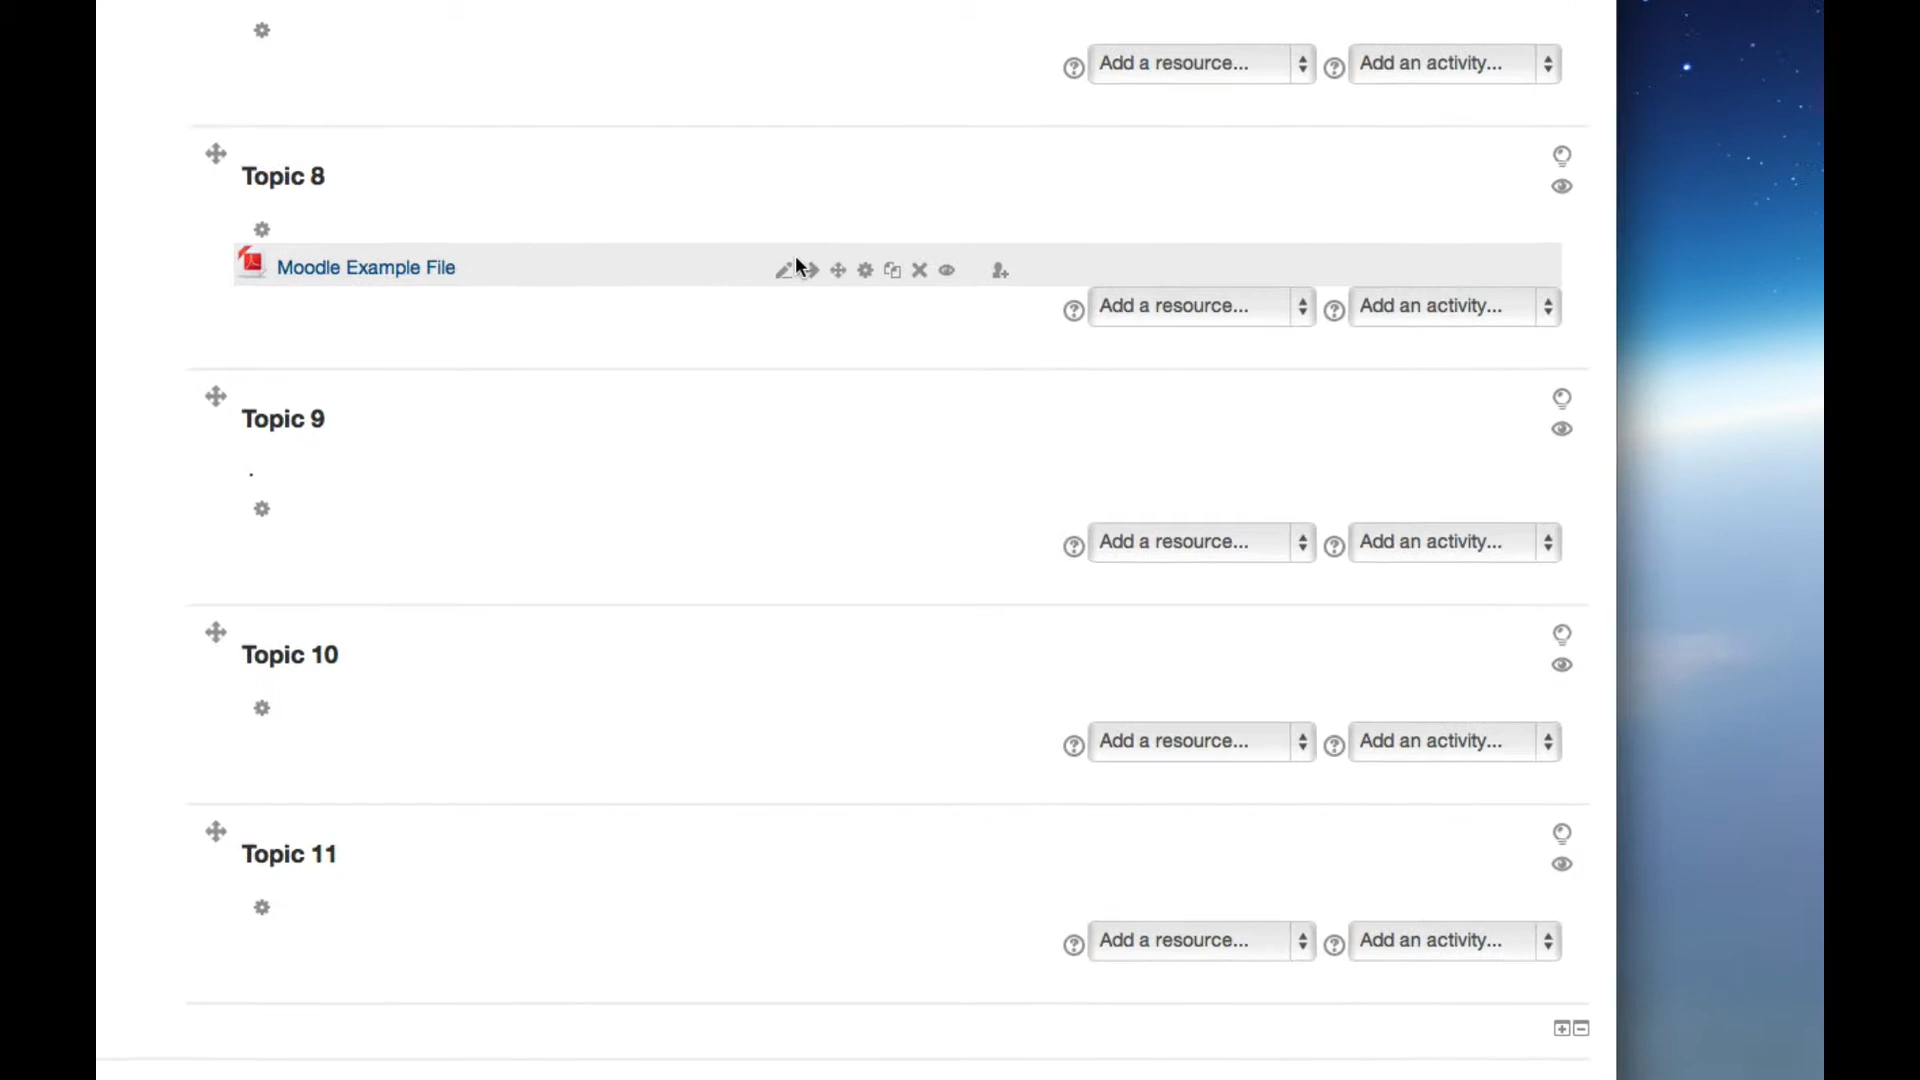 Add a resource... Add an activity...
Topic 8
Moodle Example File
Add a resource... Add an activity...
Topic 9
.
Add a resource... Add an activity...
Topic 10
Add a resource... Add an activity...
Topic 11
Add a resource... Add an activity...